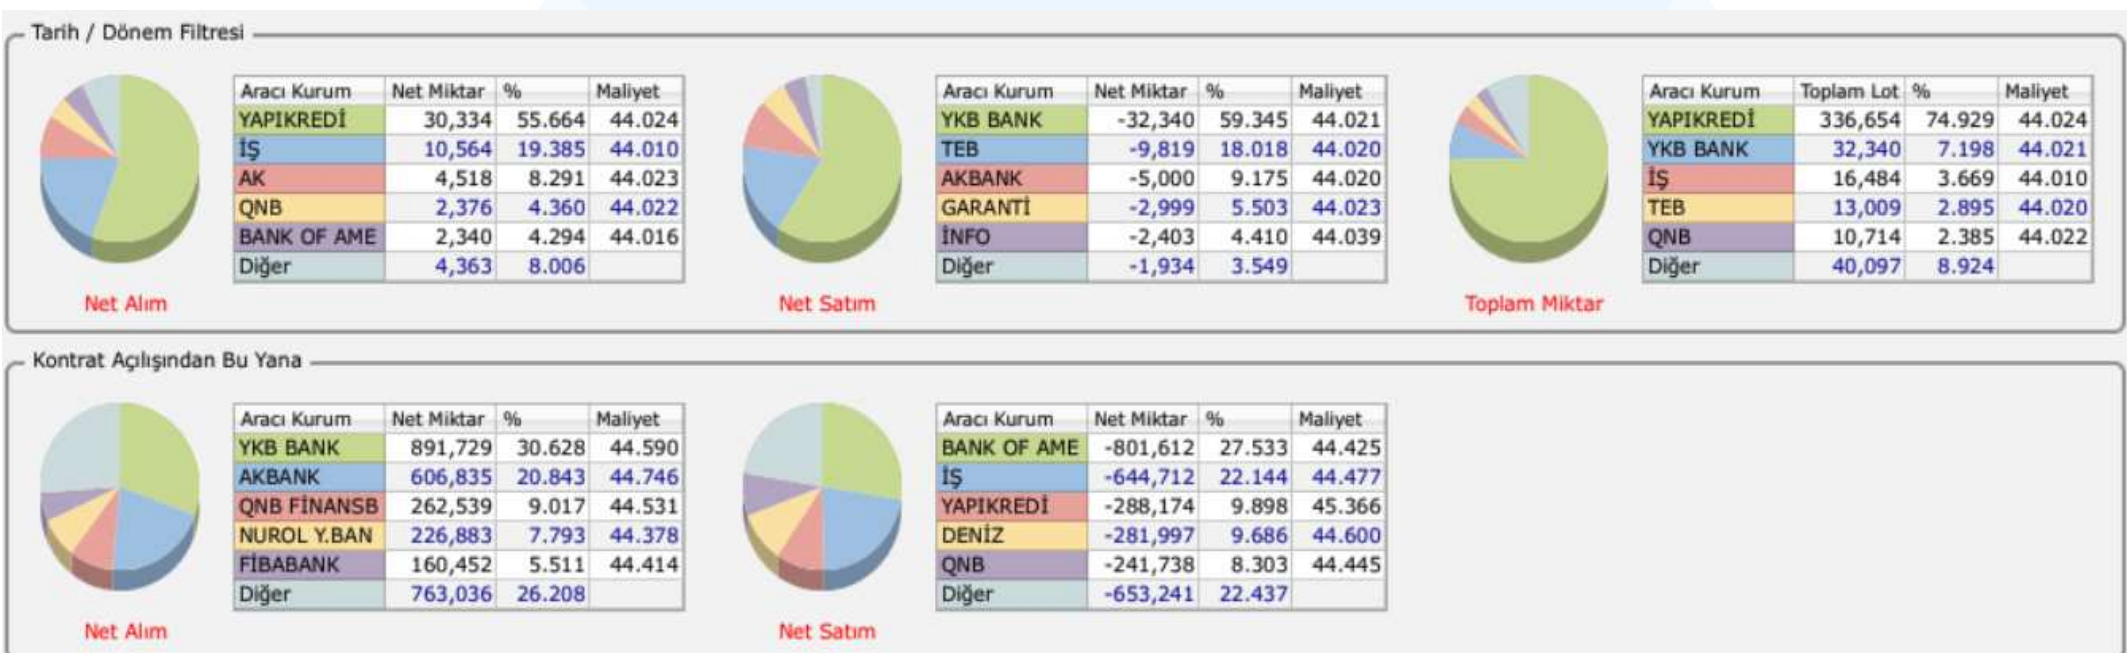 Tarih / Dönem Filtresi
Aracı Kurum Net Miktar % Maliyet
YAPIKREDİ 30,334 55.664 44.024
İŞ 10,564 19.385 44.010
AK 4,518 8.291 44.023
QNB 2,376 4.360 44.022
BANK OF AME 2,340 4.294 44.016
Diğer 4,363 8.006
Net Alım
Aracı Kurum Net Miktar % Maliyet
YKB BANK -32,340 59.345 44.021
TEB -9,819 18.018 44.020
AKBANK -5,000 9.175 44.020
GARANTİ -2,999 5.503 44.023
İNFO -2,403 4.410 44.039
Diğer -1,934 3.549
Net Satım
Aracı Kurum Toplam Lot % Maliyet
YAPIKREDİ 336,654 74.929 44.024
YKB BANK 32,340 7.198 44.021
İŞ 16,484 3.669 44.010
TEB 13,009 2.895 44.020
QNB 10,714 2.385 44.022
Diğer 40,097 8.924
Toplam Miktar
Kontrat Açılışından Bu Yana
Aracı Kurum Net Miktar % Maliyet
YKB BANK 891,729 30.628 44.590
AKBANK 606,835 20.843 44.746
QNB FİNANSB 262,539 9.017 44.531
NUROL Y.BAN 226,883 7.793 44.378
FİBABANK 160,452 5.511 44.414
Diğer 763,036 26.208
Net Alım
Aracı Kurum Net Miktar % Maliyet
BANK OF AME -801,612 27.533 44.425
İŞ -644,712 22.144 44.477
YAPIKREDİ -288,174 9.898 45.366
DENİZ -281,997 9.686 44.600
QNB -241,738 8.303 44.445
Diğer -653,241 22.437
Net Satım